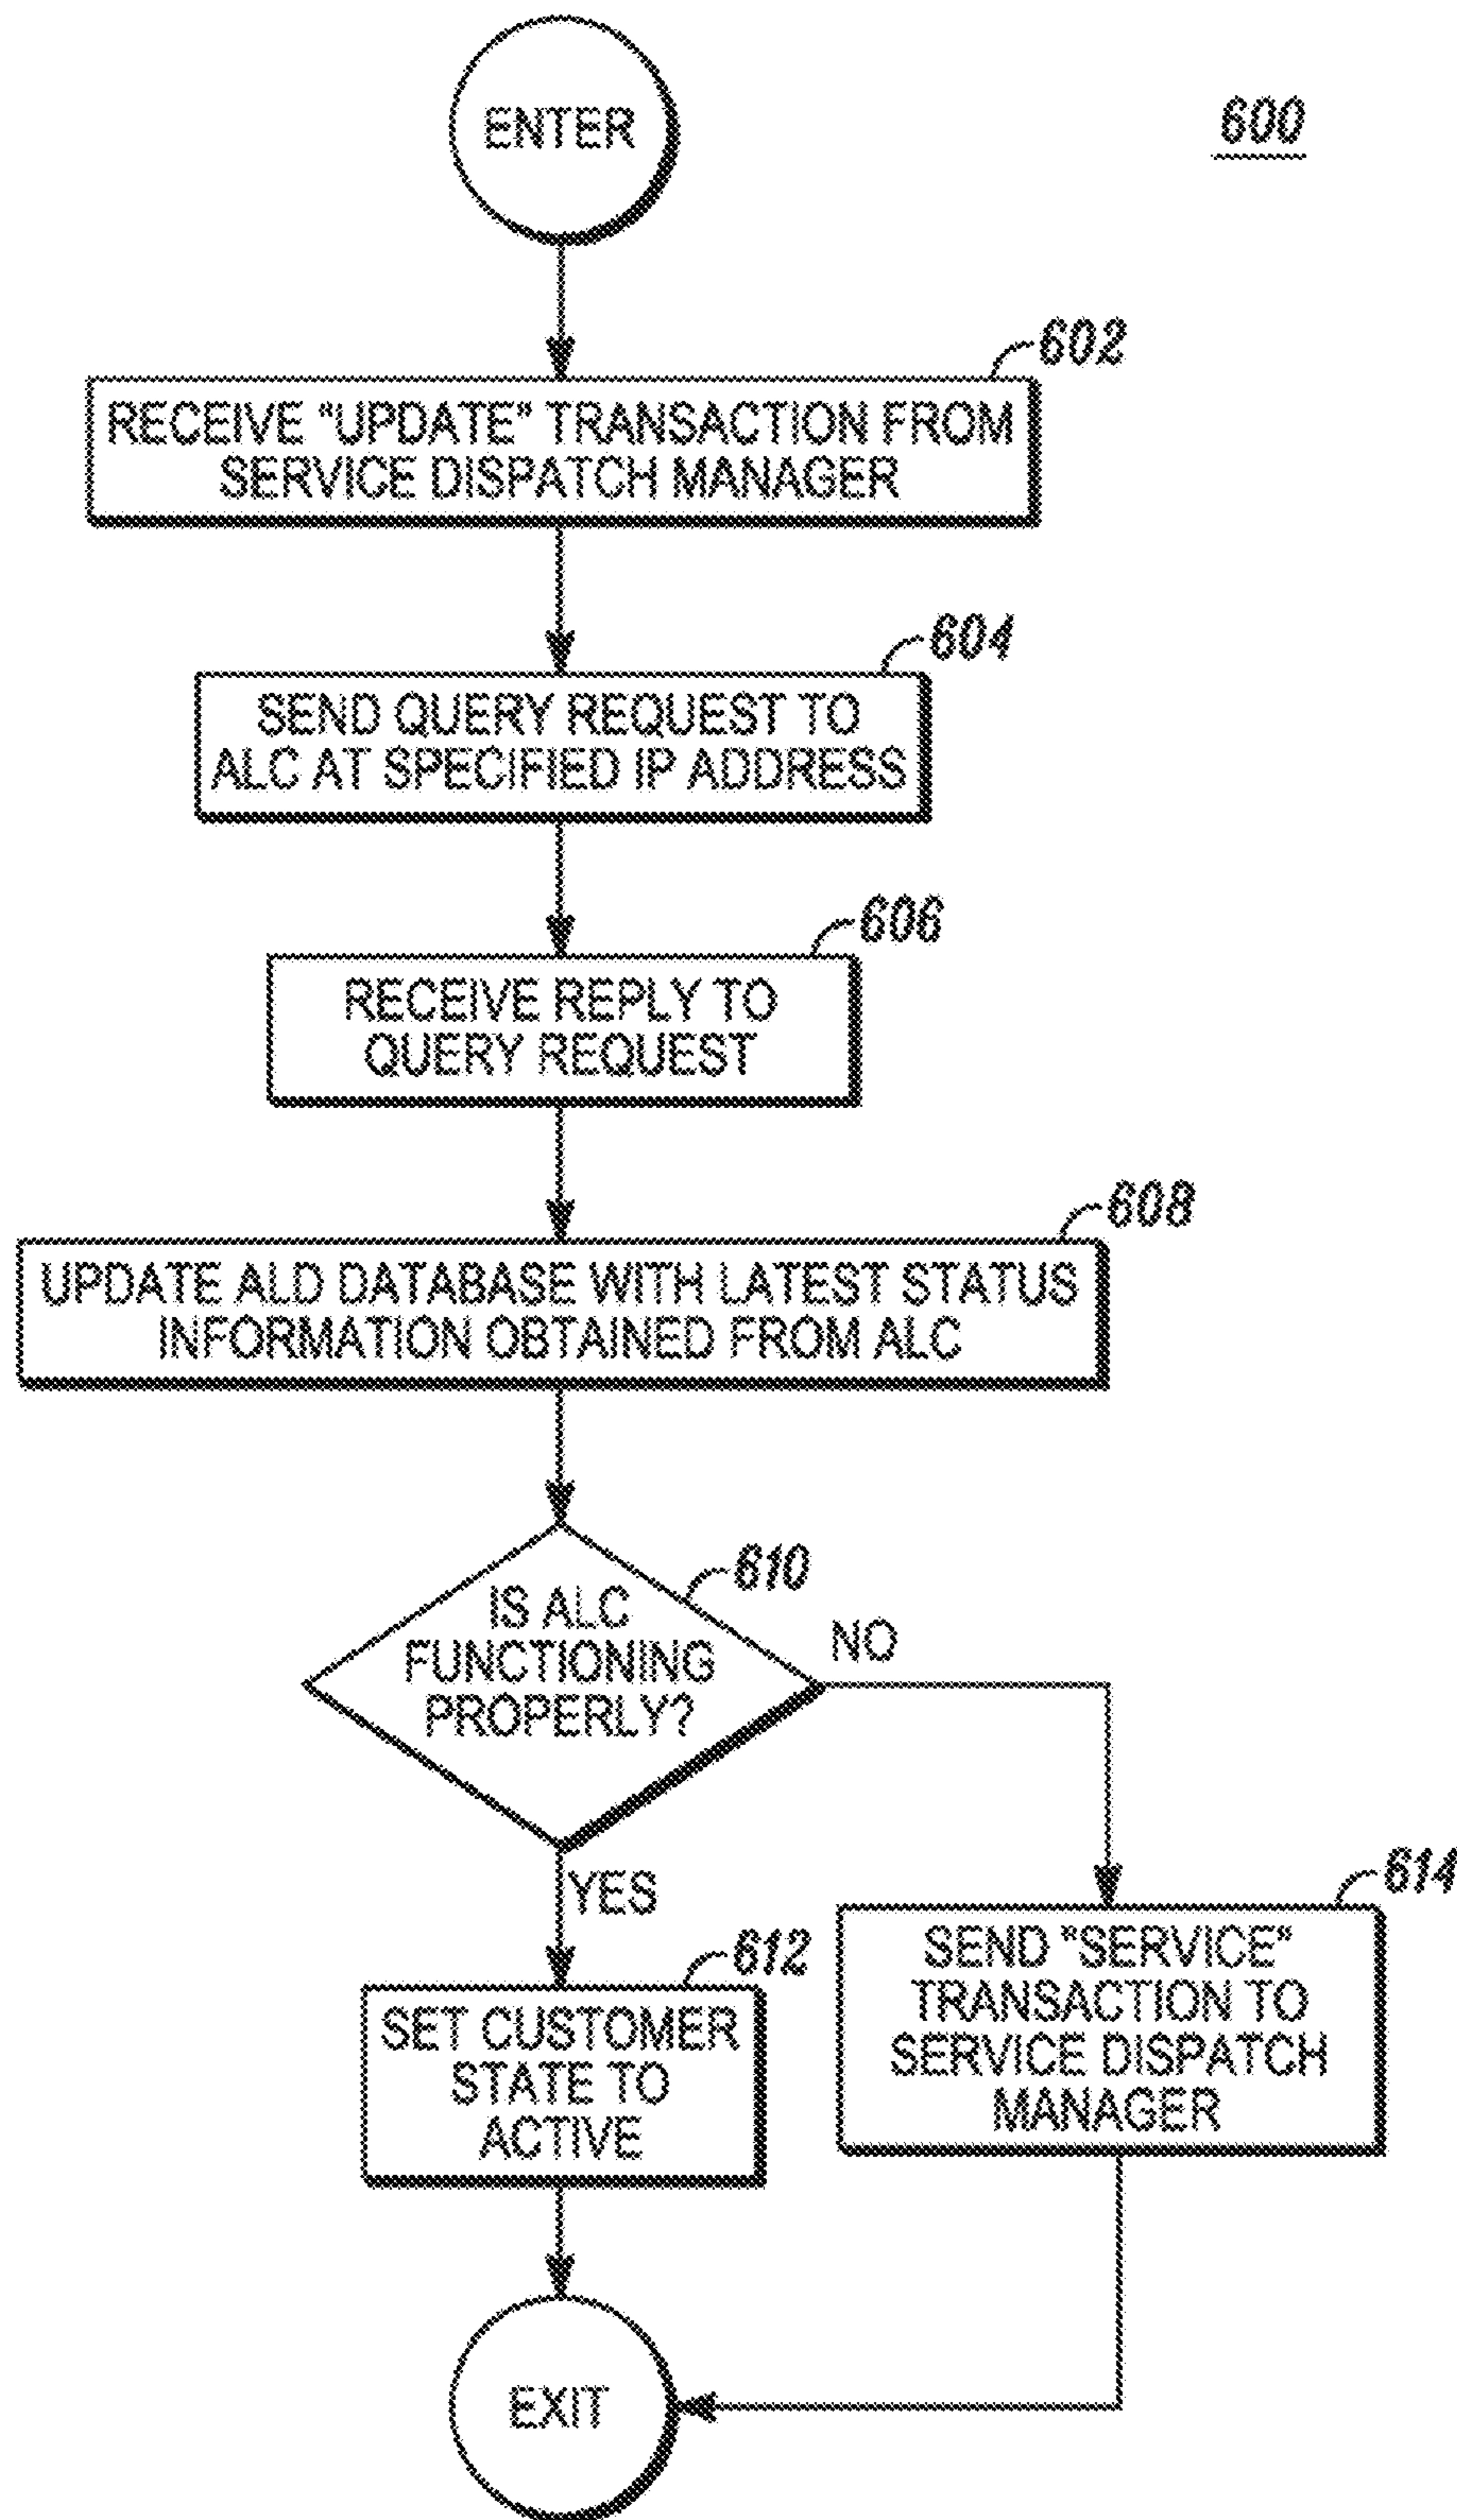 ENTER
600
602
RECEIVE "UPDATE" TRANSACTION FROM
SERVICE DISPATCH MANAGER
604
SEND QUERY REQUEST TO
ALC AT SPECIFIED IP ADDRESS
606
RECEIVE REPLY TO
QUERY REQUEST
608
UPDATE ALD DATABASE WITH LATEST STATUS
INFORMATION OBTAINED FROM ALC
610
IS ALC
FUNCTIONING
PROPERLY?
NO
YES
612
SET CUSTOMER
STATE TO
ACTIVE
614
SEND "SERVICE"
TRANSACTION TO
SERVICE DISPATCH
MANAGER
EXIT